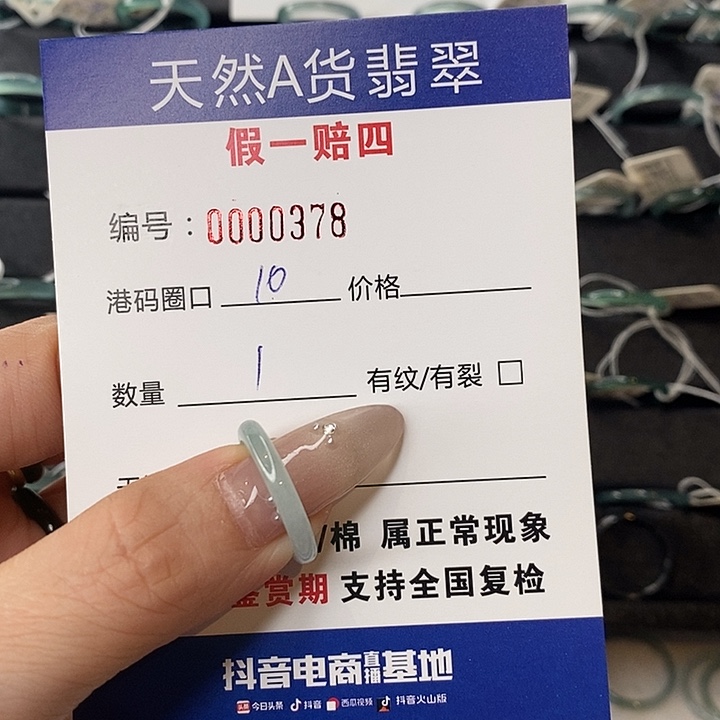 天然A货翡翠
假一赔四
编号：0000378
港码圈口 10 价格
数量 1 有纹/有裂 □
/棉 属正常现象
鉴赏期 支持全国复检
抖音电商直播基地
头条 今日头条 抖音 西瓜视频 抖音火山版